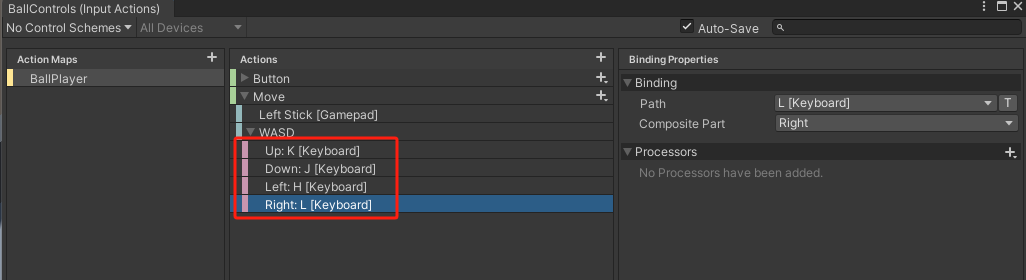 BallControls (Input Actions)
No Control Schemes
All Devices
Auto-Save
Action Maps
Actions
Binding Properties
BallPlayer
Button
Binding
Move
Path
L [Keyboard]
T
Left Stick [Gamepad]
Composite Part
Right
WASD
Up: K [Keyboard]
Processors
Down: J [Keyboard]
No Processors have been added.
Left: H [Keyboard]
Right: L [Keyboard]